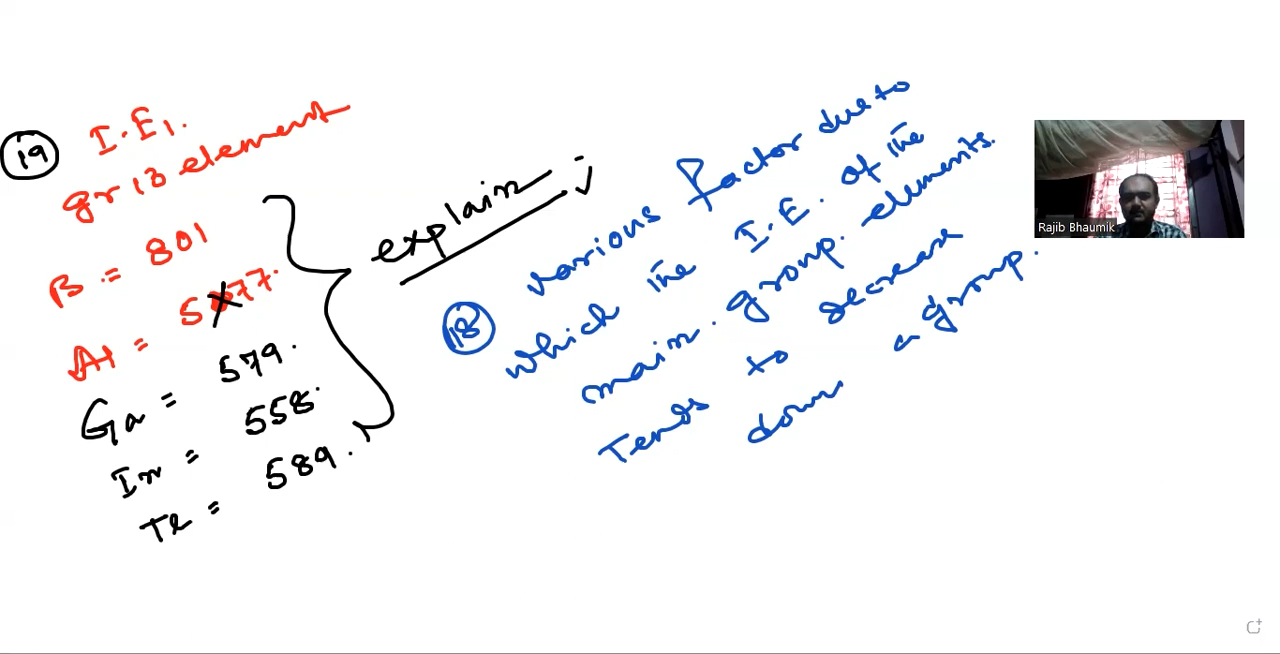 19 I.E1.
gr 13 element
B = 801
Al = 577.
Ga = 579.
In = 558.
Tl = 589.
explain
18 various factor due to
which the I.E. of the
main group elements.
Tends to decrease
down a group.
Rajib Bhaumik